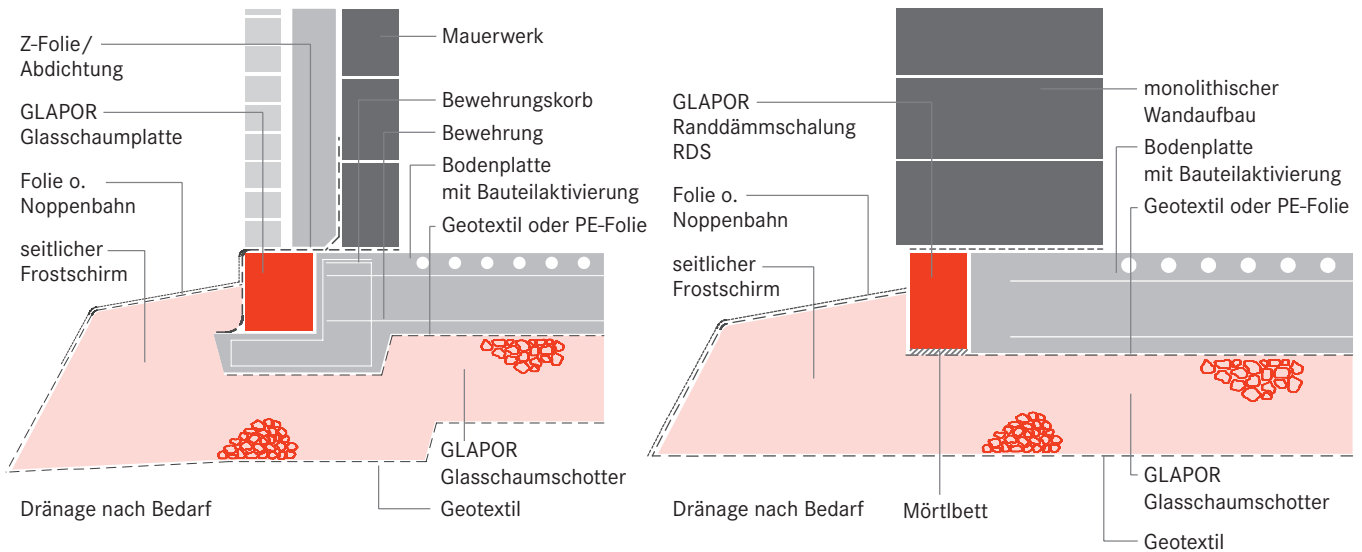 Z-Folie/
Abdichtung
GLAPOR
Glasschaumplatte
Folie o.
Noppenbahn
seitlicher
Frostschirm
Dränage nach Bedarf
Mauerwerk
Bewehrungskorb
Bewehrung
Bodenplatte
mit Bauteilaktivierung
Geotextil oder PE-Folie
GLAPOR
Glasschaumschotter
Geotextil
GLAPOR
Randdämmschalung
RDS
Folie o.
Noppenbahn
seitlicher
Frostschirm
Dränage nach Bedarf
Mörtlbett
monolithischer
Wandaufbau
Bodenplatte
mit Bauteilaktivierung
Geotextil oder PE-Folie
GLAPOR
Glasschaumschotter
Geotextil